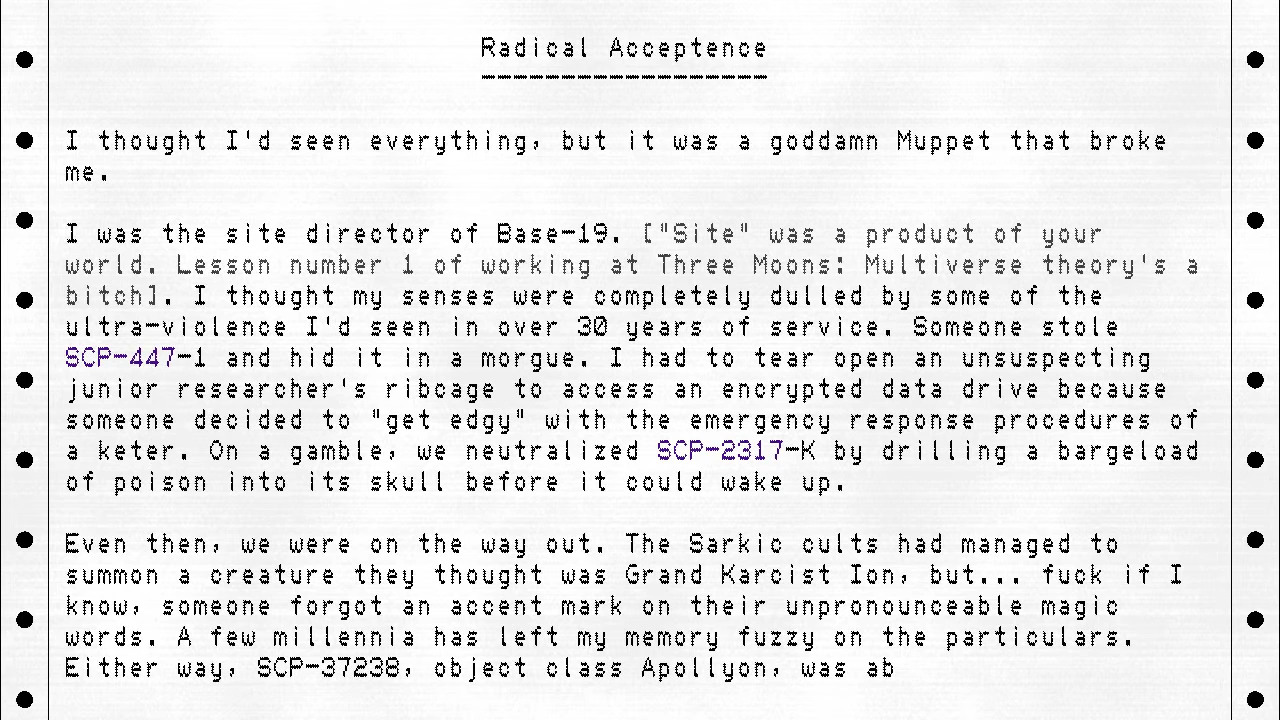 Radical Acceptence
I thought I'd seen everything, but it was a goddamn Muppet that broke
me.
I was the site director of Base-19. ["Site" was a product of your
world. Lesson number 1 of working at Three Moons: Multiverse theory's a
bitch]. I thought my senses were completely dulled by some of the
ultra-violence I'd seen in over 30 years of service. Someone stole
SCP-447-1 and hid it in a morgue. I had to tear open an unsuspecting
junior researcher's ribcage to access an encrypted data drive because
someone decided to "get edgy" with the emergency response procedures of
a keter. On a gamble, we neutralized SCP-2317-K by drilling a bargeload
of poison into its skull before it could wake up.
Even then, we were on the way out. The Sarkic cults had managed to
summon a creature they thought was Grand Karcist Ion, but... fuck if I
know, someone forgot an accent mark on their unpronounceable magic
words. A few millennia has left my memory fuzzy on the particulars.
Either way, SCP-37238, object class Apollyon, was ab